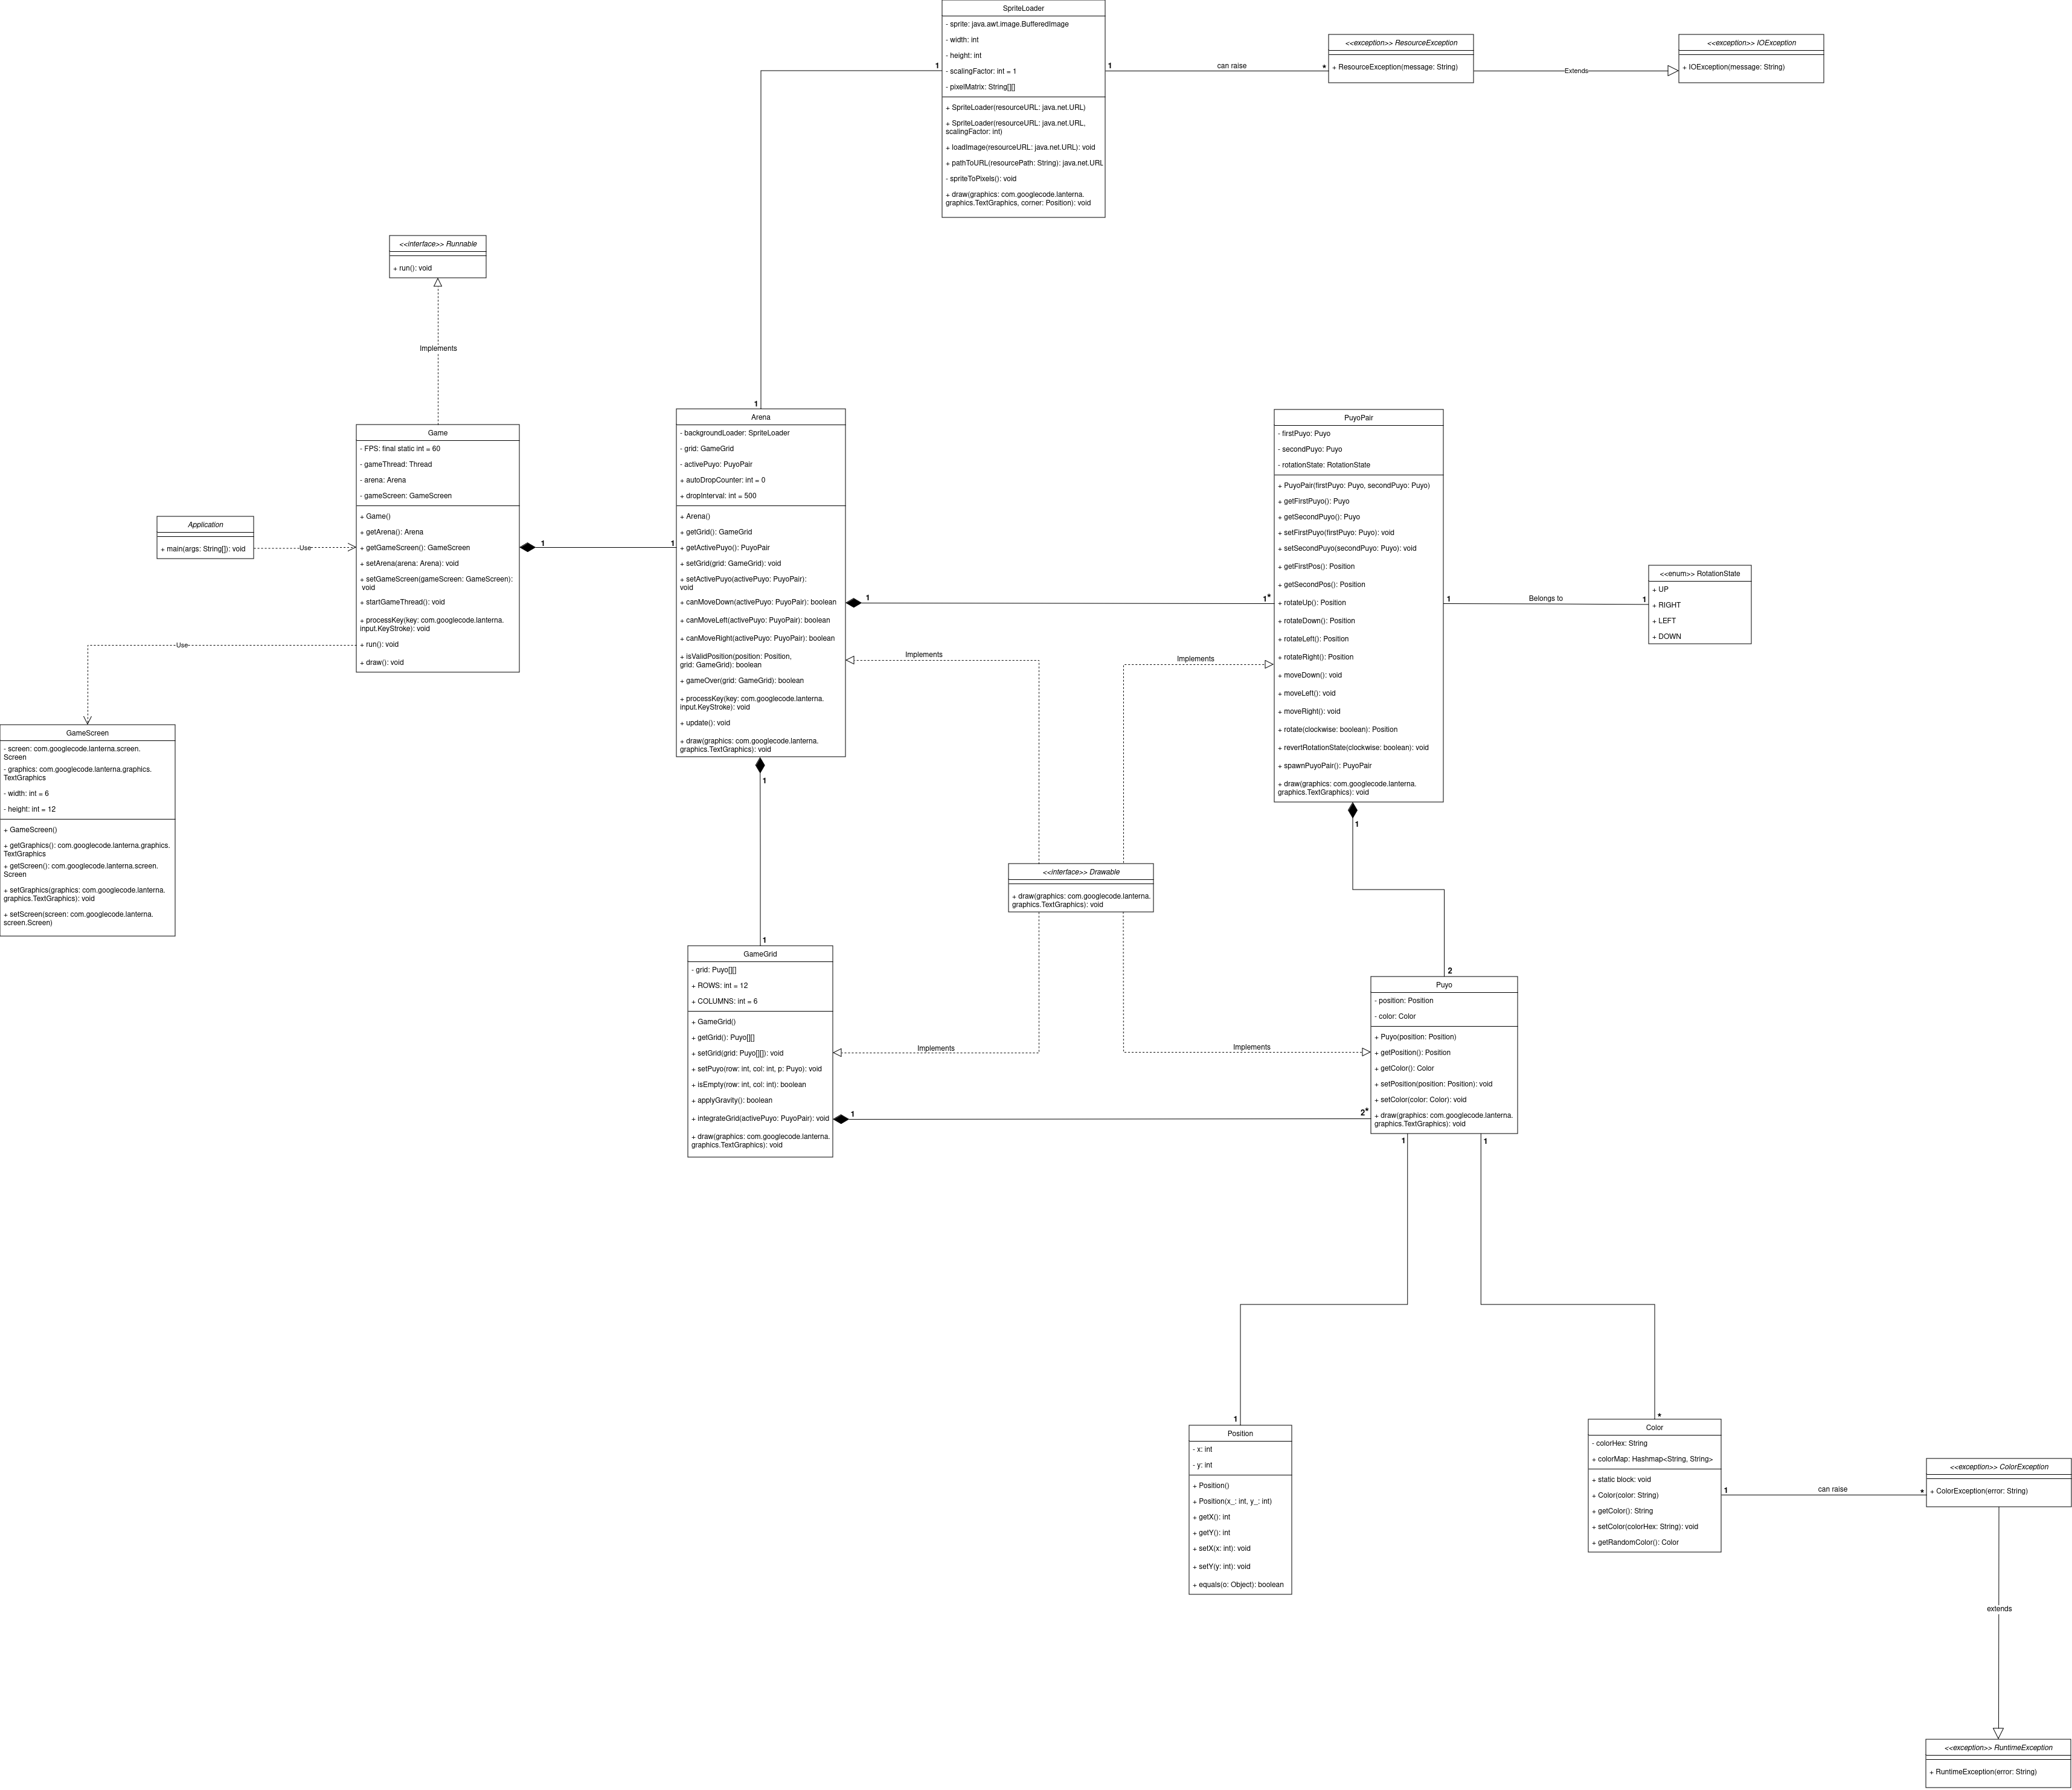 SpriteLoader
- sprite: java.awt.image.BufferedImage
- width: int
- height: int
- scalingFactor: int = 1
- pixelMatrix: String[][]
+ SpriteLoader(resourceURL: java.net.URL)
+ SpriteLoader(resourceURL: java.net.URL,
scalingFactor: int)
+ loadImage(resourceURL: java.net.URL): void
+ pathToURL(resourcePath: String): java.net.URL
- spriteToPixels(): void
+ draw(graphics: com.googlecode.lanterna.
graphics.TextGraphics, corner: Position): void
1
1
can raise
*
<<exception>> ResourceException
+ ResourceException(message: String)
Extends
<<exception>> IOException
+ IOException(message: String)
<<interface>> Runnable
+ run(): void
Implements
Game
- FPS: final static int = 60
- gameThread: Thread
- arena: Arena
- gameScreen: GameScreen
+ Game()
+ getArena(): Arena
+ getGameScreen(): GameScreen
+ setArena(arena: Arena): void
+ setGameScreen(gameScreen: GameScreen):
void
+ startGameThread(): void
+ processKey(key: com.googlecode.lanterna.
input.KeyStroke): void
+ run(): void
+ draw(): void
Application
+ main(args: String[]): void
Use
Use
1
1
1
Arena
- backgroundLoader: SpriteLoader
- grid: GameGrid
- activePuyo: PuyoPair
+ autoDropCounter: int = 0
+ dropInterval: int = 500
+ Arena()
+ getGrid(): GameGrid
+ getActivePuyo(): PuyoPair
+ setGrid(grid: GameGrid): void
+ setActivePuyo(activePuyo: PuyoPair):
void
+ canMoveDown(activePuyo: PuyoPair): boolean
+ canMoveLeft(activePuyo: PuyoPair): boolean
+ canMoveRight(activePuyo: PuyoPair): boolean
+ isValidPosition(position: Position,
grid: GameGrid): boolean
+ gameOver(grid: GameGrid): boolean
+ processKey(key: com.googlecode.lanterna.
input.KeyStroke): void
+ update(): void
+ draw(graphics: com.googlecode.lanterna.
graphics.TextGraphics): void
1
1*
Implements
Implements
PuyoPair
- firstPuyo: Puyo
- secondPuyo: Puyo
- rotationState: RotationState
+ PuyoPair(firstPuyo: Puyo, secondPuyo: Puyo)
+ getFirstPuyo(): Puyo
+ getSecondPuyo(): Puyo
+ setFirstPuyo(firstPuyo: Puyo): void
+ setSecondPuyo(secondPuyo: Puyo): void
+ getFirstPos(): Position
+ getSecondPos(): Position
+ rotateUp(): Position
+ rotateDown(): Position
+ rotateLeft(): Position
+ rotateRight(): Position
+ moveDown(): void
+ moveLeft(): void
+ moveRight(): void
+ rotate(clockwise: boolean): Position
+ revertRotationState(clockwise: boolean): void
+ spawnPuyoPair(): PuyoPair
+ draw(graphics: com.googlecode.lanterna.
graphics.TextGraphics): void
1
Belongs to
1
<<enum>> RotationState
+ UP
+ RIGHT
+ LEFT
+ DOWN
GameScreen
- screen: com.googlecode.lanterna.screen.
Screen
- graphics: com.googlecode.lanterna.graphics.
TextGraphics
- width: int = 6
- height: int = 12
+ GameScreen()
+ getGraphics(): com.googlecode.lanterna.graphics.
TextGraphics
+ getScreen(): com.googlecode.lanterna.screen.
Screen
+ setGraphics(graphics: com.googlecode.lanterna.
graphics.TextGraphics): void
+ setScreen(screen: com.googlecode.lanterna.
screen.Screen)
1
1
<<interface>> Drawable
+ draw(graphics: com.googlecode.lanterna.
graphics.TextGraphics): void
1
2
GameGrid
- grid: Puyo[][]
+ ROWS: int = 12
+ COLUMNS: int = 6
+ GameGrid()
+ getGrid(): Puyo[][]
+ setGrid(grid: Puyo[][]): void
+ setPuyo(row: int, col: int, p: Puyo): void
+ isEmpty(row: int, col: int): boolean
+ applyGravity(): boolean
+ integrateGrid(activePuyo: PuyoPair): void
+ draw(graphics: com.googlecode.lanterna.
graphics.TextGraphics): void
Implements
Implements
1
2*
Puyo
- position: Position
- color: Color
+ Puyo(position: Position)
+ getPosition(): Position
+ getColor(): Color
+ setPosition(position: Position): void
+ setColor(color: Color): void
+ draw(graphics: com.googlecode.lanterna.
graphics.TextGraphics): void
1
1
1
*
Position
- x: int
- y: int
+ Position()
+ Position(x_: int, y_: int)
+ getX(): int
+ getY(): int
+ setX(x: int): void
+ setY(y: int): void
+ equals(o: Object): boolean
Color
- colorHex: String
+ colorMap: Hashmap<String, String>
+ static block: void
+ Color(color: String)
+ getColor(): String
+ setColor(colorHex: String): void
+ getRandomColor(): Color
1
can raise
*
<<exception>> ColorException
+ ColorException(error: String)
extends
<<exception>> RuntimeException
+ RuntimeException(error: String)